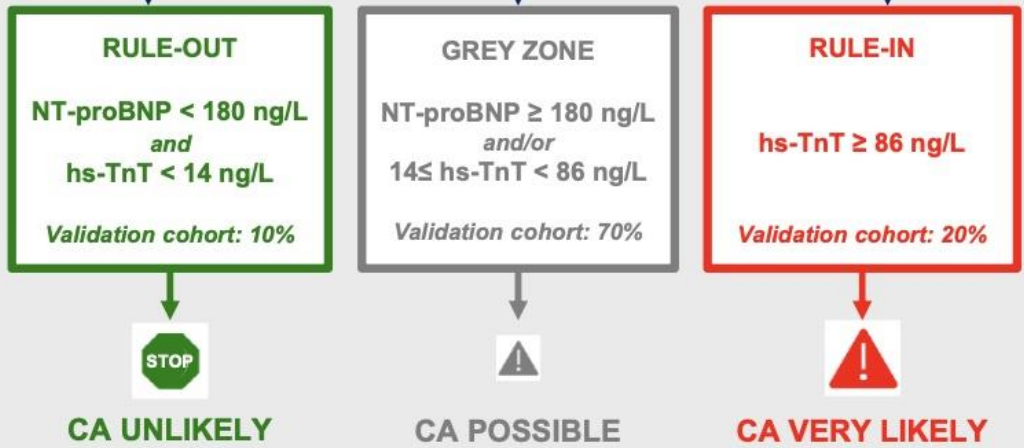 RULE-OUT
NT-proBNP < 180 ng/L
and
hs-TnT < 14 ng/L
Validation cohort: 10%
STOP
CA UNLIKELY
GREY ZONE
NT-proBNP ≥ 180 ng/L
and/or
14≤ hs-TnT < 86 ng/L
Validation cohort: 70%
CA POSSIBLE
RULE-IN
hs-TnT ≥ 86 ng/L
Validation cohort: 20%
CA VERY LIKELY